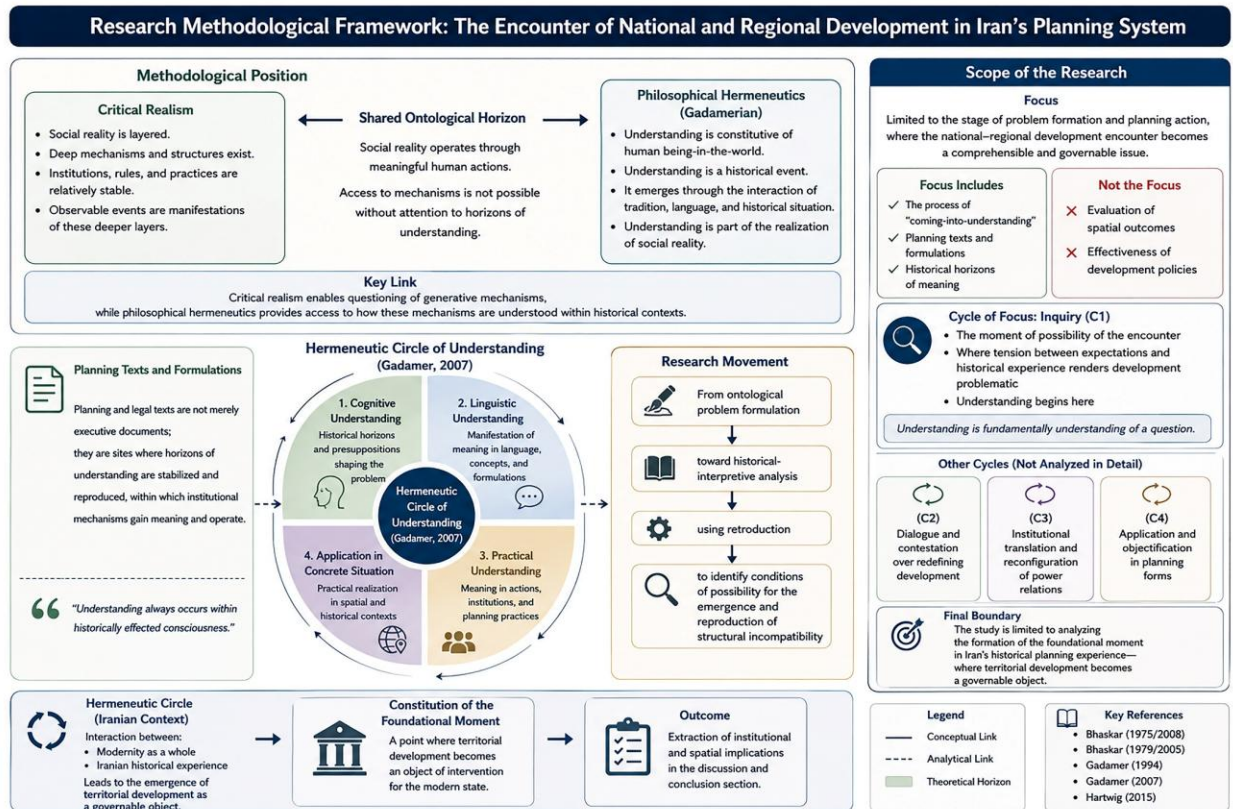 Research Methodological Framework: The Encounter of National and Regional Development in Iran's Planning System
Methodological Position
Critical Realism
• Social reality is layered.
• Deep mechanisms and structures exist.
• Institutions, rules, and practices are
relatively stable.
• Observable events are manifestations
of these deeper layers.
Shared Ontological Horizon
Social reality operates through
meaningful human actions.
Access to mechanisms is not possible
without attention to horizons of
understanding.
Philosophical Hermeneutics
(Gadamerian)
• Understanding is constitutive of
human being-in-the-world.
• Understanding is a historical event.
• It emerges through the interaction of
tradition, language, and historical situation.
• Understanding is part of the realization
of social reality.
Key Link
Critical realism enables questioning of generative mechanisms,
while philosophical hermeneutics provides access to how these mechanisms are understood within historical contexts.
Planning Texts and Formulations
Planning and legal texts are not merely
executive documents;
they are sites where horizons of
understanding are stabilized and
reproduced, within which institutional
mechanisms gain meaning and operate.
"Understanding always occurs within
historically effected consciousness."
Hermeneutic Circle of Understanding
(Gadamer, 2007)
1. Cognitive
Understanding
Historical horizons
and presuppositions
shaping the
problem
2. Linguistic
Understanding
Manifestation of
meaning in language,
concepts, and
formulations
Hermeneutic
Circle of
Understanding
(Gadamer, 2007)
4. Application in
Concrete Situation
Practical realization
in spatial and
historical contexts
3. Practical
Understanding
Meaning in actions,
institutions, and
planning practices
Research Movement
From ontological
problem formulation
toward historical-
interpretive analysis
using retroduction
to identify conditions
of possibility for the
emergence and
reproduction of
structural incompatibility
Hermeneutic Circle
(Iranian Context)
Interaction between:
• Modernity as a whole
• Iranian historical experience
Leads to the emergence of
territorial development as
a governable object.
Constitution of the
Foundational Moment
A point where territorial
development becomes
an object of intervention
for the modern state.
Outcome
Extraction of institutional
and spatial implications
in the discussion and
conclusion section.
Scope of the Research
Focus
Limited to the stage of problem formation and planning action,
where the national–regional development encounter becomes
a comprehensible and governable issue.
Focus Includes
✓ The process of
"coming-into-understanding"
✓ Planning texts and
formulations
✓ Historical horizons
of meaning
Not the Focus
✕ Evaluation of
spatial outcomes
✕ Effectiveness of
development policies
Cycle of Focus: Inquiry (C1)
• The moment of possibility of the encounter
• Where tension between expectations and
historical experience renders development
problematic
• Understanding begins here
Understanding is fundamentally understanding of a question.
Other Cycles (Not Analyzed in Detail)
(C2)
Dialogue and
contestation
over redefining
development
(C3)
Institutional
translation and
reconfiguration
of power
relations
(C4)
Application and
objectification
in planning
forms
Final Boundary
The study is limited to analyzing
the formation of the foundational moment
in Iran's historical planning experience—
where territorial development becomes
a governable object.
Legend
Conceptual Link
Analytical Link
Theoretical Horizon
Key References
• Bhaskar (1975/2008)
• Bhaskar (1979/2005)
• Gadamer (1994)
• Gadamer (2007)
• Hartwig (2015)